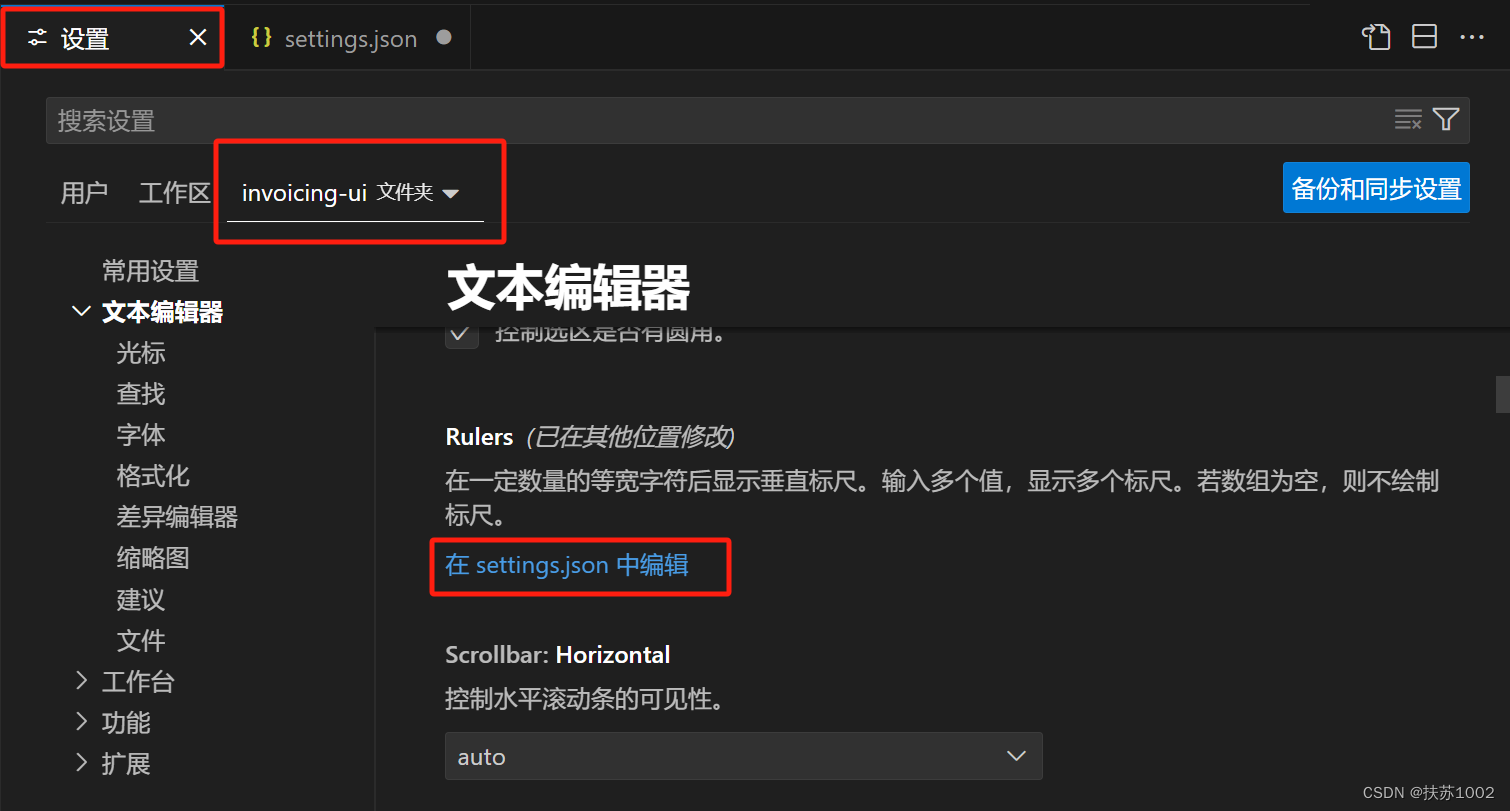 设置
{} settings.json
搜索设置
用户 工作区 invoicing-ui 文件夹
备份和同步设置
常用设置
文本编辑器
光标
查找
字体
格式化
差异编辑器
缩略图
建议
文件
工作台
功能
扩展
文本编辑器
控制选区是否有圆角。
Rulers (已在其他位置修改)
在一定数量的等宽字符后显示垂直标尺。输入多个值，显示多个标尺。若数组为空，则不绘制
标尺。
在 settings.json 中编辑
Scrollbar: Horizontal
控制水平滚动条的可见性。
auto
CSDN @扶苏1002